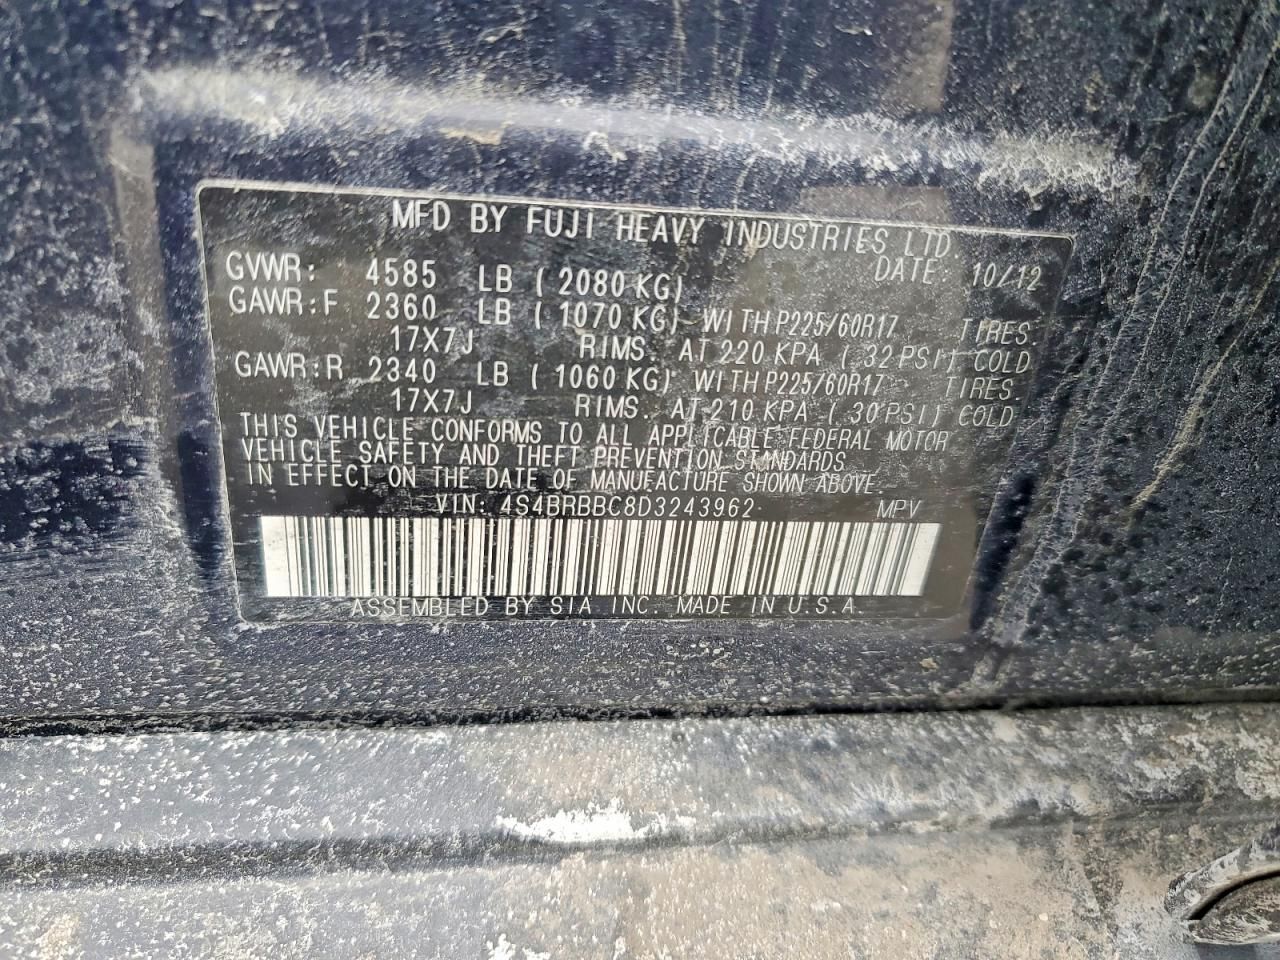 MFD BY FUJI HEAVY INDUSTRIES LTD.
DATE: 10/12
GVWR: 4585 LB ( 2080 KG)
GAWR:F 2360 LB ( 1070 KG) WITH P225/60R17 TIRES.
17X7J RIMS. AT 220 KPA ( 32 PSI) COLD
GAWR:R 2340 LB ( 1060 KG) WITH P225/60R17 TIRES.
17X7J RIMS. AT 210 KPA ( 30 PSI) COLD
THIS VEHICLE CONFORMS TO ALL APPLICABLE FEDERAL MOTOR
VEHICLE SAFETY AND THEFT PREVENTION STANDARDS
IN EFFECT ON THE DATE OF MANUFACTURE SHOWN ABOVE.
VIN: 4S4BRBBC8D3243962 MPV
ASSEMBLED BY SIA INC. MADE IN U.S.A.